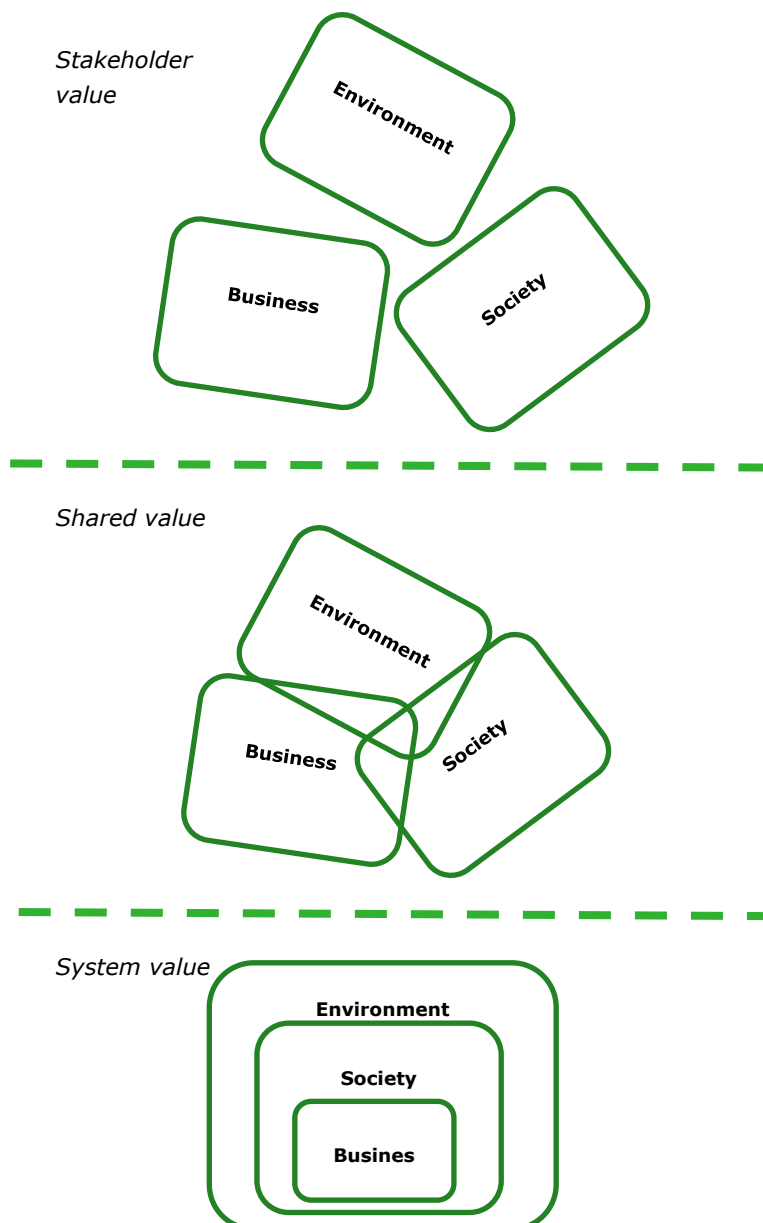 Stakeholder
value
Environment
Business
Society
Shared value
Environment
Business
Society
System value
Environment
Society
Busines